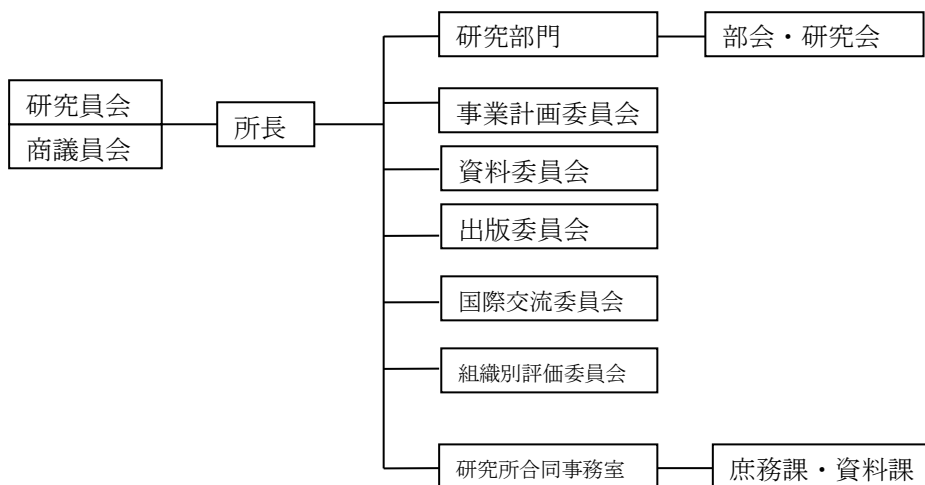 研究員会
商議員会
所長
研究部門
部会・研究会
事業計画委員会
資料委員会
出版委員会
国際交流委員会
組織別評価委員会
研究所合同事務室
庶務課・資料課